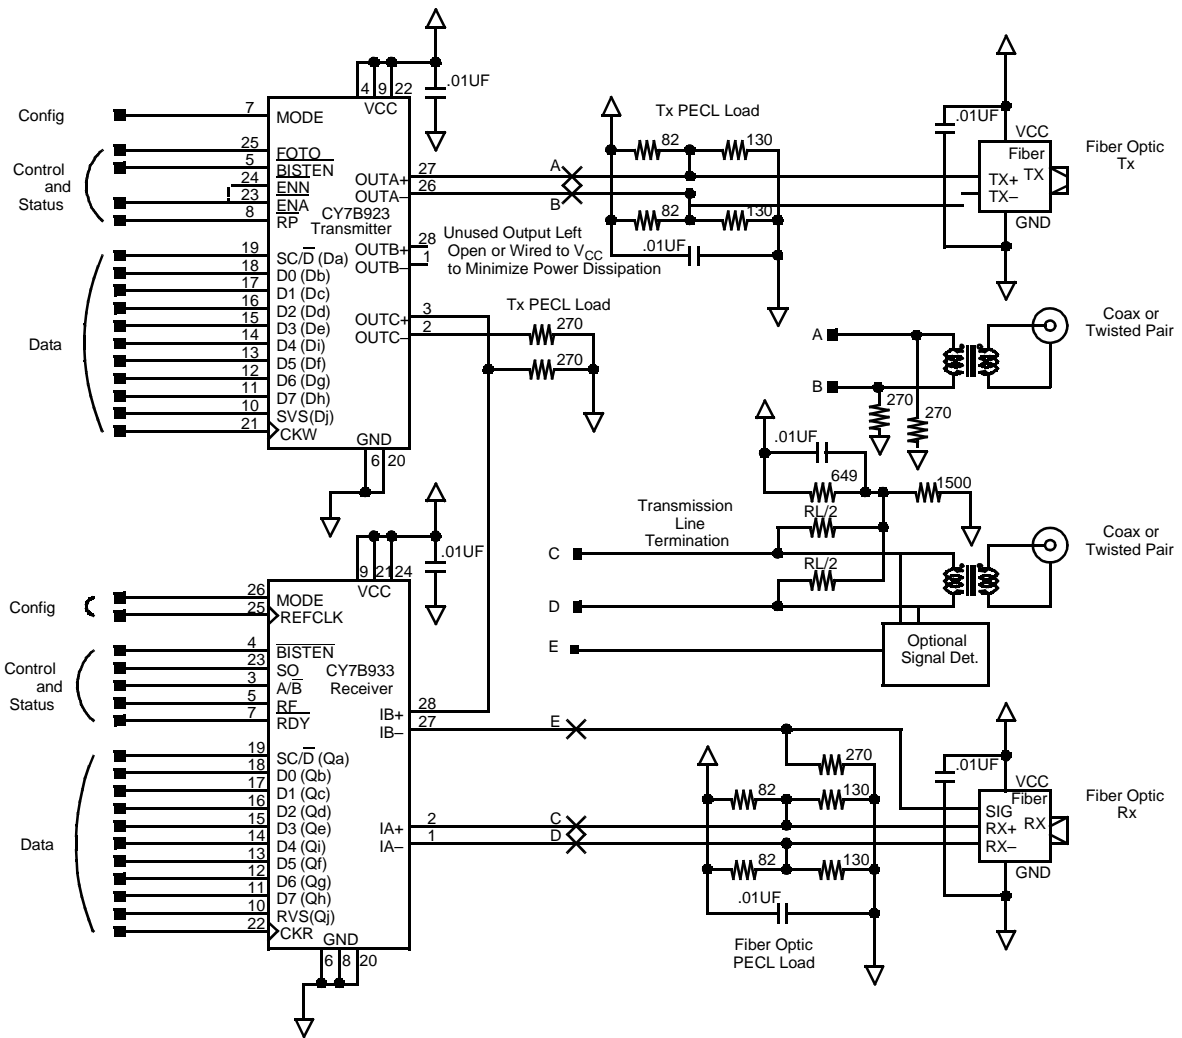 .01UF
4 9 22
VCC
Config
7
MODE
Control
and
Status
25
FOTO
5
BISTEN
24
ENN
23
ENA
8
RP
CY7B923
Transmitter
OUTA+
27
OUTA–
26
OUTB+
28
OUTB–
1
OUTC+
3
OUTC–
2
Unused Output Left
Open or Wired to VCC
to Minimize Power Dissipation
Data
19
SC/D (Da)
18
D0 (Db)
17
D1 (Dc)
16
D2 (Dd)
15
D3 (De)
14
D4 (Di)
13
D5 (Df)
12
D6 (Dg)
11
D7 (Dh)
10
SVS(Dj)
21
CKW
GND
6 20
Tx PECL Load
82
130
A
B
82
130
.01UF
.01UF
VCC
Fiber
TX
TX+
TX–
GND
Fiber Optic
Tx
Tx PECL Load
270
270
A
B
270
270
Coax or
Twisted Pair
.01UF
649
1500
RL/2
RL/2
Transmission
Line
Termination
C
D
E
Optional
Signal Det.
Coax or
Twisted Pair
.01UF
9 21 24
VCC
Config
26
MODE
25
REFCLK
Control
and
Status
4
BISTEN
23
SO
3
A/B
5
RF
7
RDY
CY7B933
Receiver
IB+
28
IB–
27
IA+
2
IA–
1
Data
19
SC/D (Qa)
18
D0 (Qb)
17
D1 (Qc)
16
D2 (Qd)
15
D3 (Qe)
14
D4 (Qi)
13
D5 (Qf)
12
D6 (Qg)
11
D7 (Qh)
10
RVS(Qj)
22
CKR
GND
6 8 20
E
C
D
270
82
130
82
130
.01UF
Fiber Optic
PECL Load
.01UF
VCC
Fiber
SIG
RX
RX+
RX–
GND
Fiber Optic
Rx